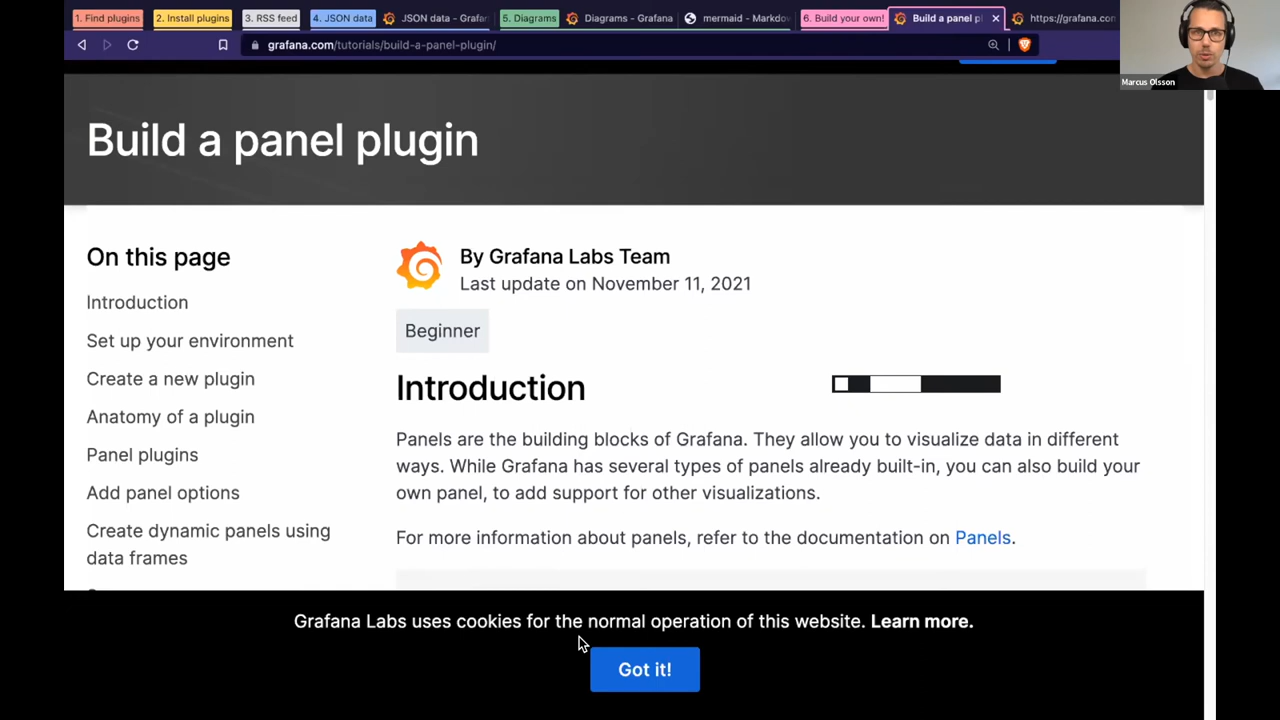 1. Find plugins
2. Install plugins
3. RSS feed
4. JSON data
JSON data - Grafan
5. Diagrams
Diagrams - Grafana
mermaid - Markdo
6. Build your own!
Build a panel pl
https://grafana.com
grafana.com/tutorials/build-a-panel-plugin/
Marcus Olsson
Build a panel plugin
On this page
Introduction
Set up your environment
Create a new plugin
Anatomy of a plugin
Panel plugins
Add panel options
Create dynamic panels using
data frames
By Grafana Labs Team
Last update on November 11, 2021
Beginner
Introduction
Panels are the building blocks of Grafana. They allow you to visualize data in different
ways. While Grafana has several types of panels already built-in, you can also build your
own panel, to add support for other visualizations.
For more information about panels, refer to the documentation on Panels.
Grafana Labs uses cookies for the normal operation of this website. Learn more.
Got it!